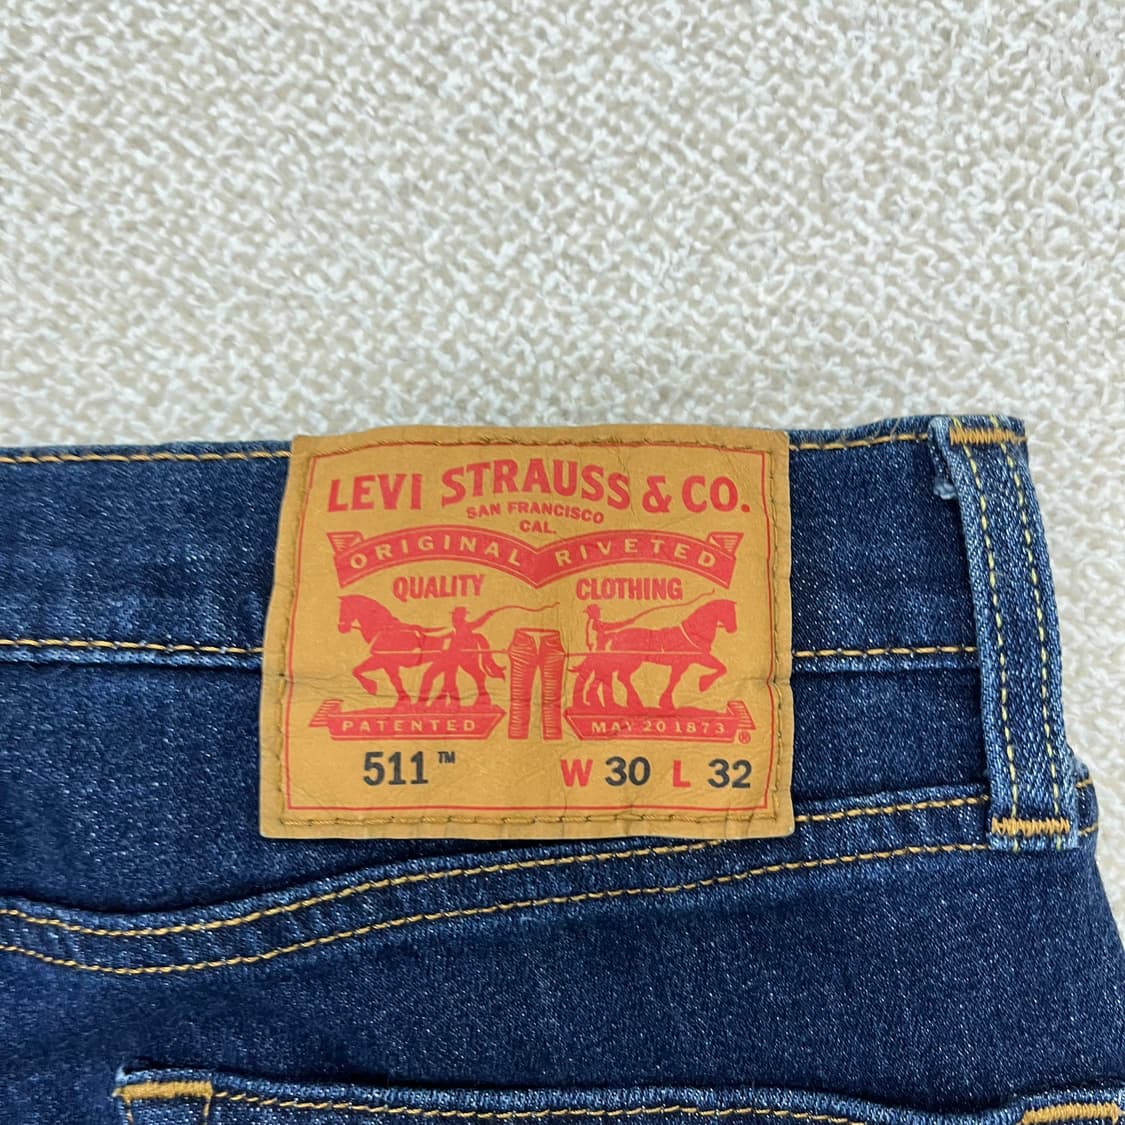 LEVI STRAUSS & CO.
SAN FRANCISCO
CAL.
ORIGINAL RIVETED
QUALITY CLOTHING
PATENTED MAY 20 1873 ®
511™ W 30 L 32